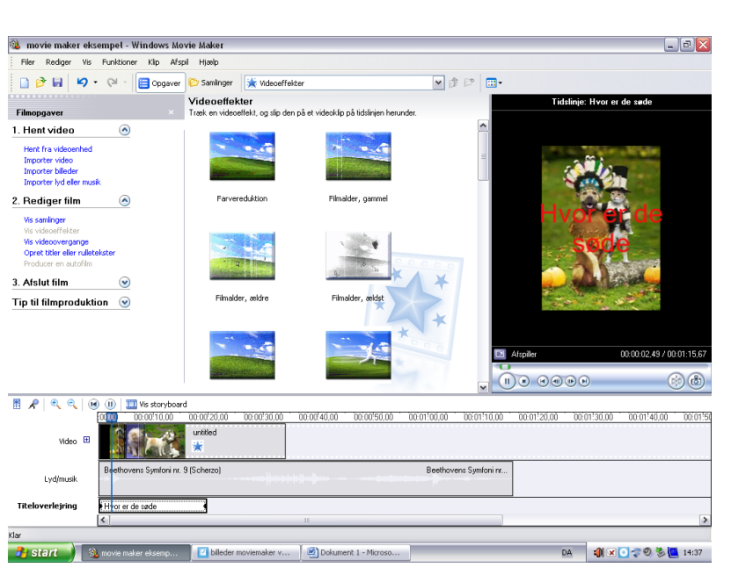 movie maker eksempel - Windows Movie Maker
Filer Rediger Vis Funktioner Klip Afspil Hjælp
Opgaver Samlinger Videoeffekter
Filmopgaver
1. Hent video
Hent fra videoenhed
Importer video
Importer billeder
Importer lyd eller musik
2. Rediger film
Vis samlinger
Vis videoeffekter
Vis videoovergange
Opret titler eller rulletekster
Producer en autofilm
3. Afslut film
Tip til filmproduktion
Videoeffekter
Træk en videoeffekt, og slip den på et videoklip på tidslinjen herunder.
Farvereduktion
Filmalder, gammel
Filmalder, ældre
Filmalder, ældst
Tidslinje: Hvor er de søde
Hvor er de
søde
Afspiller 00:00:02,49 / 00:01:15,67
Vis storyboard
00:00'10,00 00:00'20,00 00:00'30,00 00:00'40,00 00:00'50,00 00:01'00,00 00:01'10,00 00:01'20,00 00:01'30,00 00:01'40,00 00:01'50
Video
untitled
Lyd/musik
Beethovens Symfoni nr. 9 (Scherzo) Beethovens Symfoni nr...
Titeloverlejring
Hvor er de søde
Klar
start movie maker eksemp... billeder moviemaker v... Dokument 1 - Microso... DA 14:37